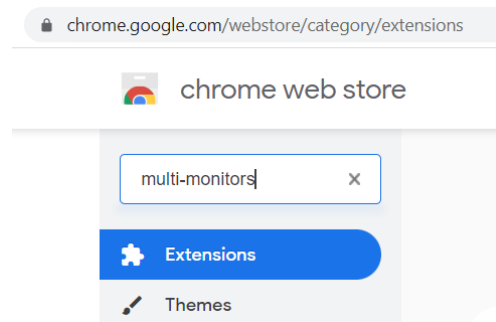 chrome.google.com/webstore/category/extensions
chrome web store
multi-monitors
Extensions
Themes